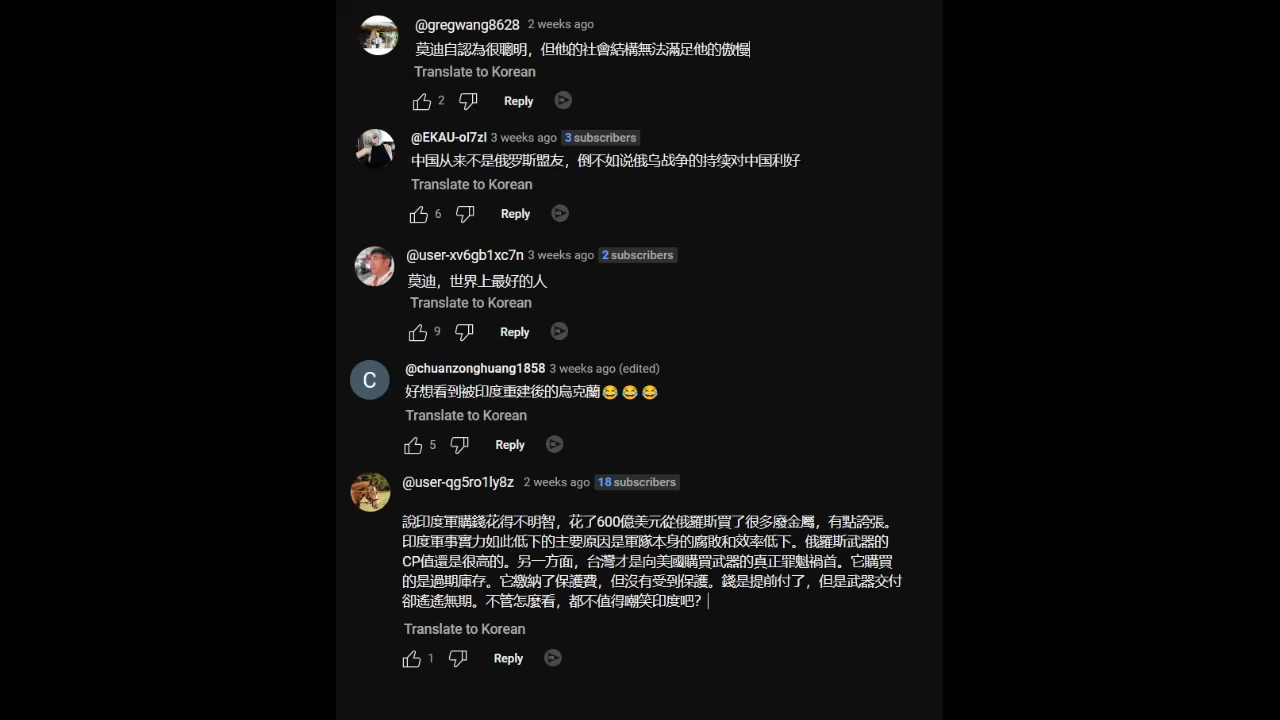 @gregwang8628 2 weeks ago
莫迪自認為很聰明，但他的社會結構無法滿足他的傲慢
Translate to Korean
2 Reply
@EKAU-ol7zl 3 weeks ago 3 subscribers
中国从来不是俄罗斯盟友，倒不如说俄乌战争的持续对中国利好
Translate to Korean
6 Reply
@user-xv6gb1xc7n 3 weeks ago 2 subscribers
莫迪，世界上最好的人
Translate to Korean
9 Reply
C
@chuanzonghuang1858 3 weeks ago (edited)
好想看到被印度重建後的烏克蘭😂😂😂
Translate to Korean
5 Reply
@user-qg5ro1ly8z 2 weeks ago 18 subscribers
說印度軍購錢花得不明智，花了600億美元從俄羅斯買了很多廢金屬，有點誇張。
印度軍事實力如此低下的主要原因是軍隊本身的腐敗和效率低下。俄羅斯武器的
CP值還是很高的。另一方面，台灣才是向美國購買武器的真正罪魁禍首。它購買
的是過期庫存。它繳納了保護費，但沒有受到保護。錢是提前付了，但是武器交付
卻遙遙無期。不管怎麼看，都不值得嘲笑印度吧？
Translate to Korean
1 Reply